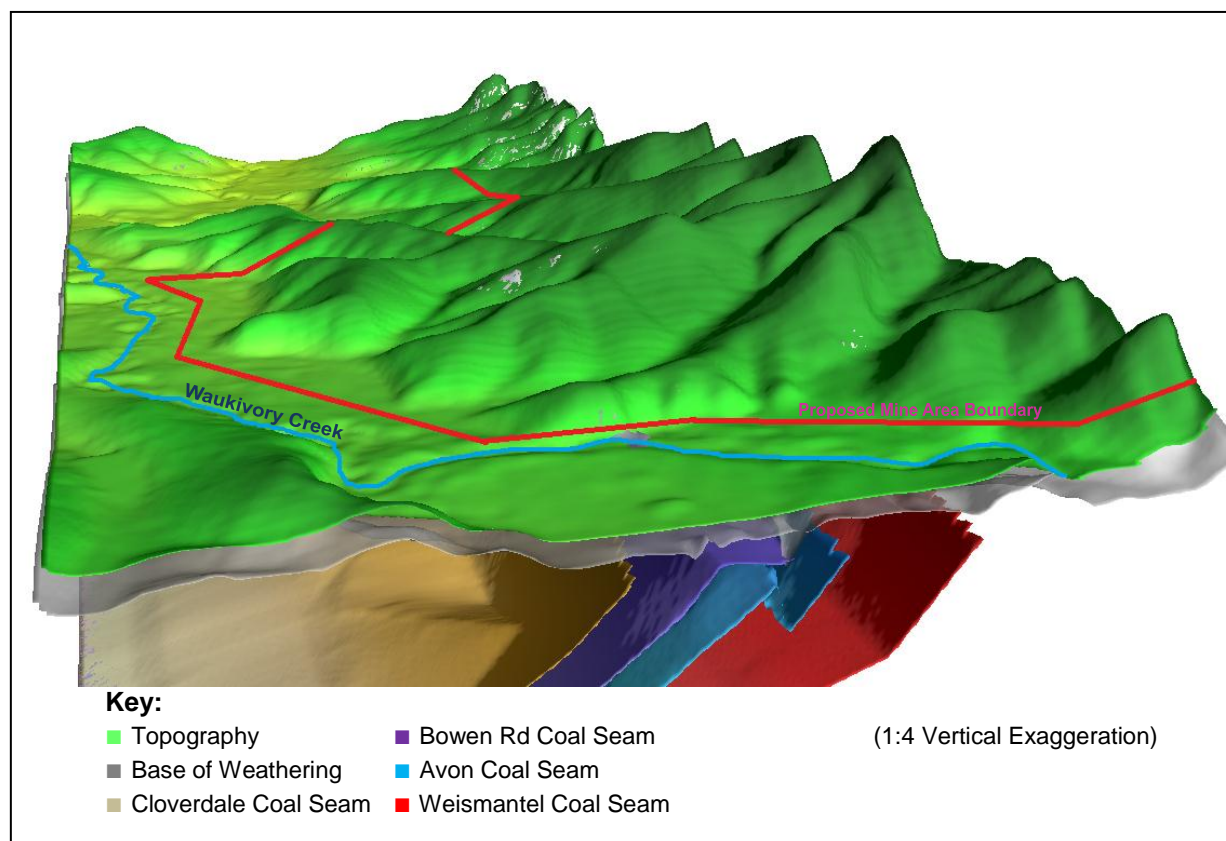 Waukivory Creek
Proposed Mine Area Boundary
Key:
Topography
Bowen Rd Coal Seam
(1:4 Vertical Exaggeration)
Base of Weathering
Avon Coal Seam
Cloverdale Coal Seam
Weismantel Coal Seam